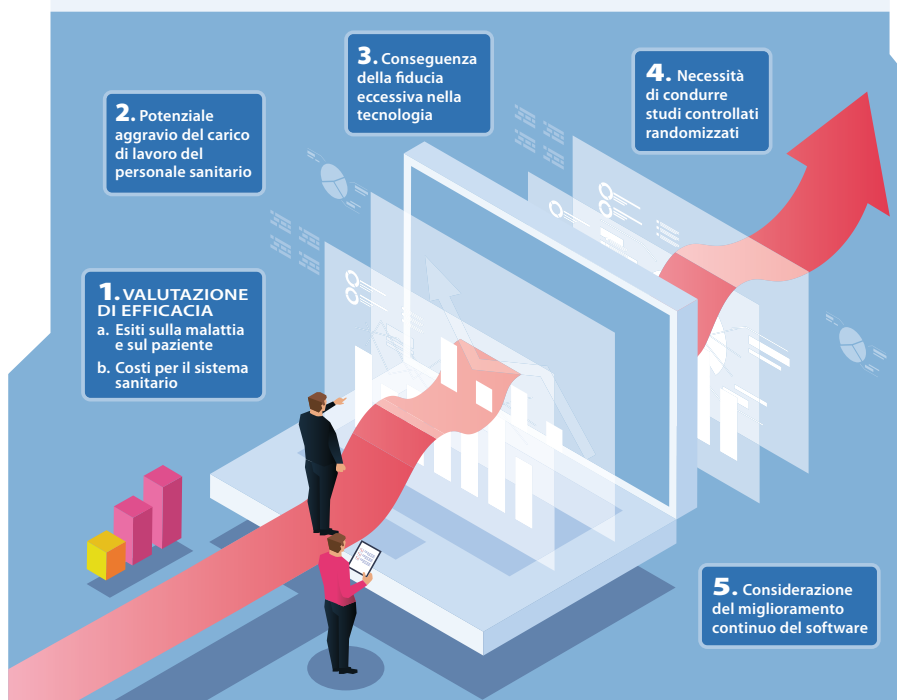 1. VALUTAZIONE
DI EFFICACIA
a. Esiti sulla malattia
e sul paziente
b. Costi per il sistema
sanitario
2. Potenziale
aggravio del carico
di lavoro del
personale sanitario
3. Conseguenza
della fiducia
eccessiva nella
tecnologia
4. Necessità
di condurre
studi controllati
randomizzati
5. Considerazione
del miglioramento
continuo del software